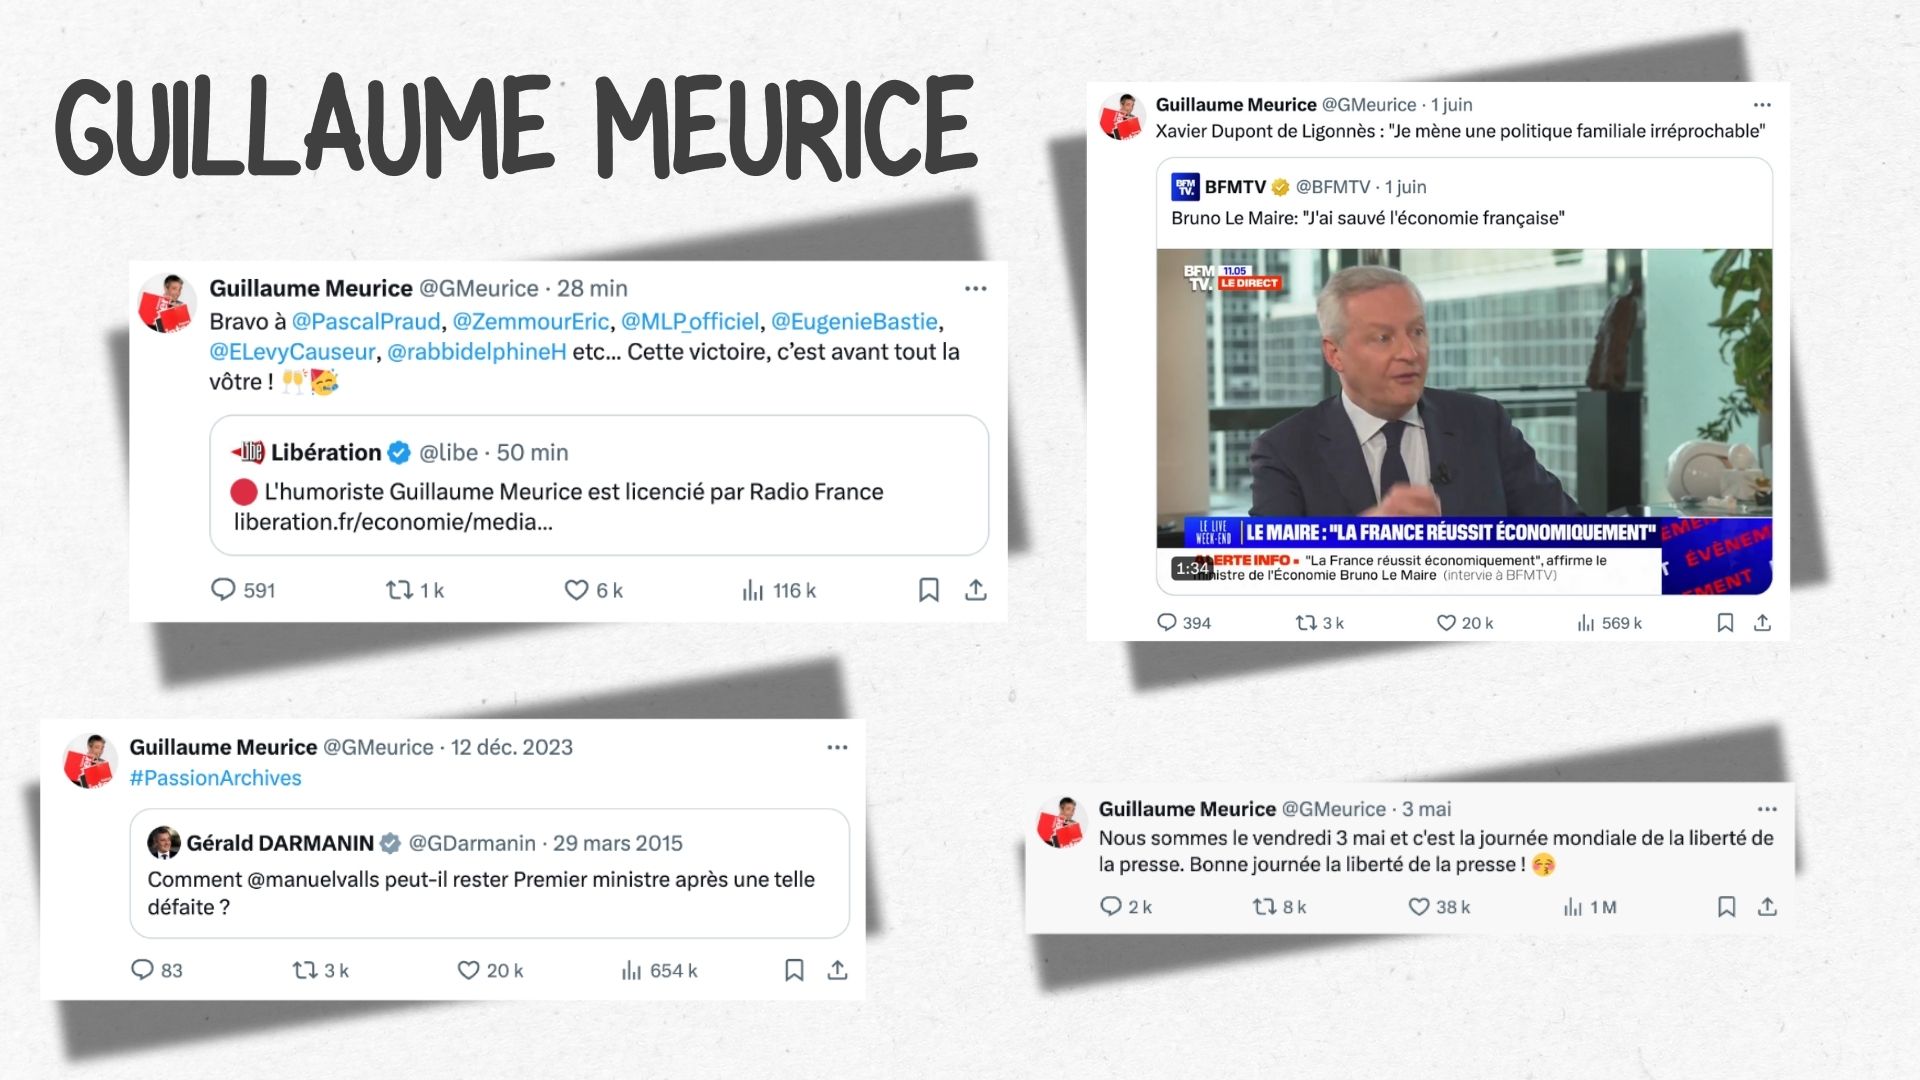 GUILLAUME MEURICE
Guillaume Meurice @GMeurice · 28 min
Bravo à @PascalPraud, @ZemmourEric, @MLP_officiel, @EugenieBastie,
@ELevyCauseur, @rabbidelphineH etc... Cette victoire, c’est avant tout la
vôtre ! 🥂🥳
Libé
Libération @libe · 50 min
🔴 L'humoriste Guillaume Meurice est licencié par Radio France
liberation.fr/economie/media...
591 1 k 6 k 116 k
Guillaume Meurice @GMeurice · 12 déc. 2023
#PassionArchives
Gérald DARMANIN @GDarmanin · 29 mars 2015
Comment @manuelvalls peut-il rester Premier ministre après une telle
défaite ?
83 3 k 20 k 654 k
Guillaume Meurice @GMeurice · 1 juin
Xavier Dupont de Ligonnès : "Je mène une politique familiale irréprochable"
BFM
TV.
BFMTV @BFMTV · 1 juin
Bruno Le Maire: "J'ai sauvé l'économie française"
BFM 11.05
TV. LE DIRECT
LE LIVE
WEEK-END
LE MAIRE : "LA FRANCE RÉUSSIT ÉCONOMIQUEMENT"
ÉVÈNEM
"La France réussit économiquement", affirme le
de l'Économie Bruno Le Maire (intervie à BFMTV)
1:34
394 3 k 20 k 569 k
Guillaume Meurice @GMeurice · 3 mai
Nous sommes le vendredi 3 mai et c'est la journée mondiale de la liberté de
la presse. Bonne journée la liberté de la presse ! 😚
2 k 8 k 38 k 1 M